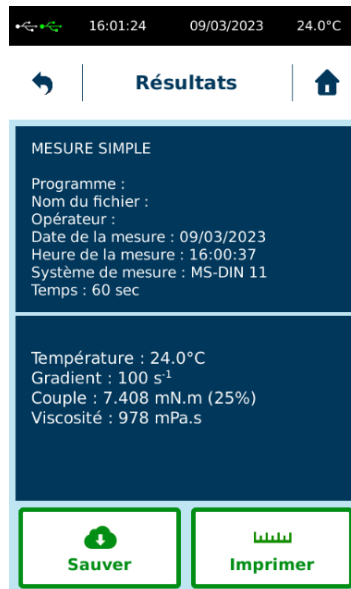 16:01:24 09/03/2023 24.0°C
Résultats
MESURE SIMPLE
Programme :
Nom du fichier :
Opérateur :
Date de la mesure : 09/03/2023
Heure de la mesure : 16:00:37
Système de mesure : MS-DIN 11
Temps : 60 sec
Température : 24.0°C
Gradient : 100 s⁻¹
Couple : 7.408 mN.m (25%)
Viscosité : 978 mPa.s
Sauver Imprimer